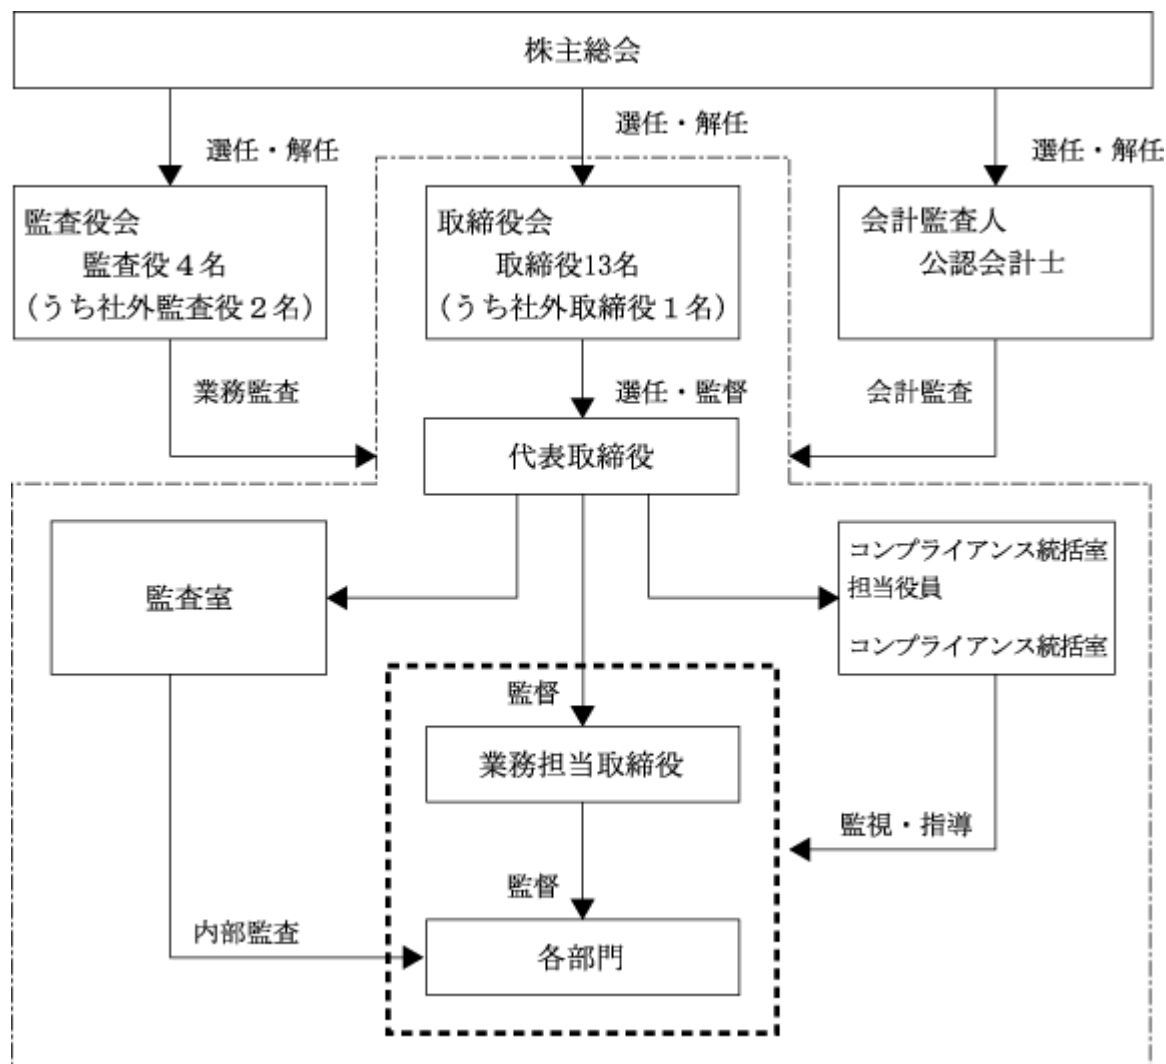 株主総会
選任・解任
選任・解任
選任・解任
監査役会
監査役４名
(うち社外監査役２名)
取締役会
取締役13名
(うち社外取締役１名)
会計監査人
公認会計士
業務監査
選任・監督
会計監査
代表取締役
監査室
コンプライアンス統括室
担当役員
コンプライアンス統括室
監督
業務担当取締役
監視・指導
監督
内部監査
各部門